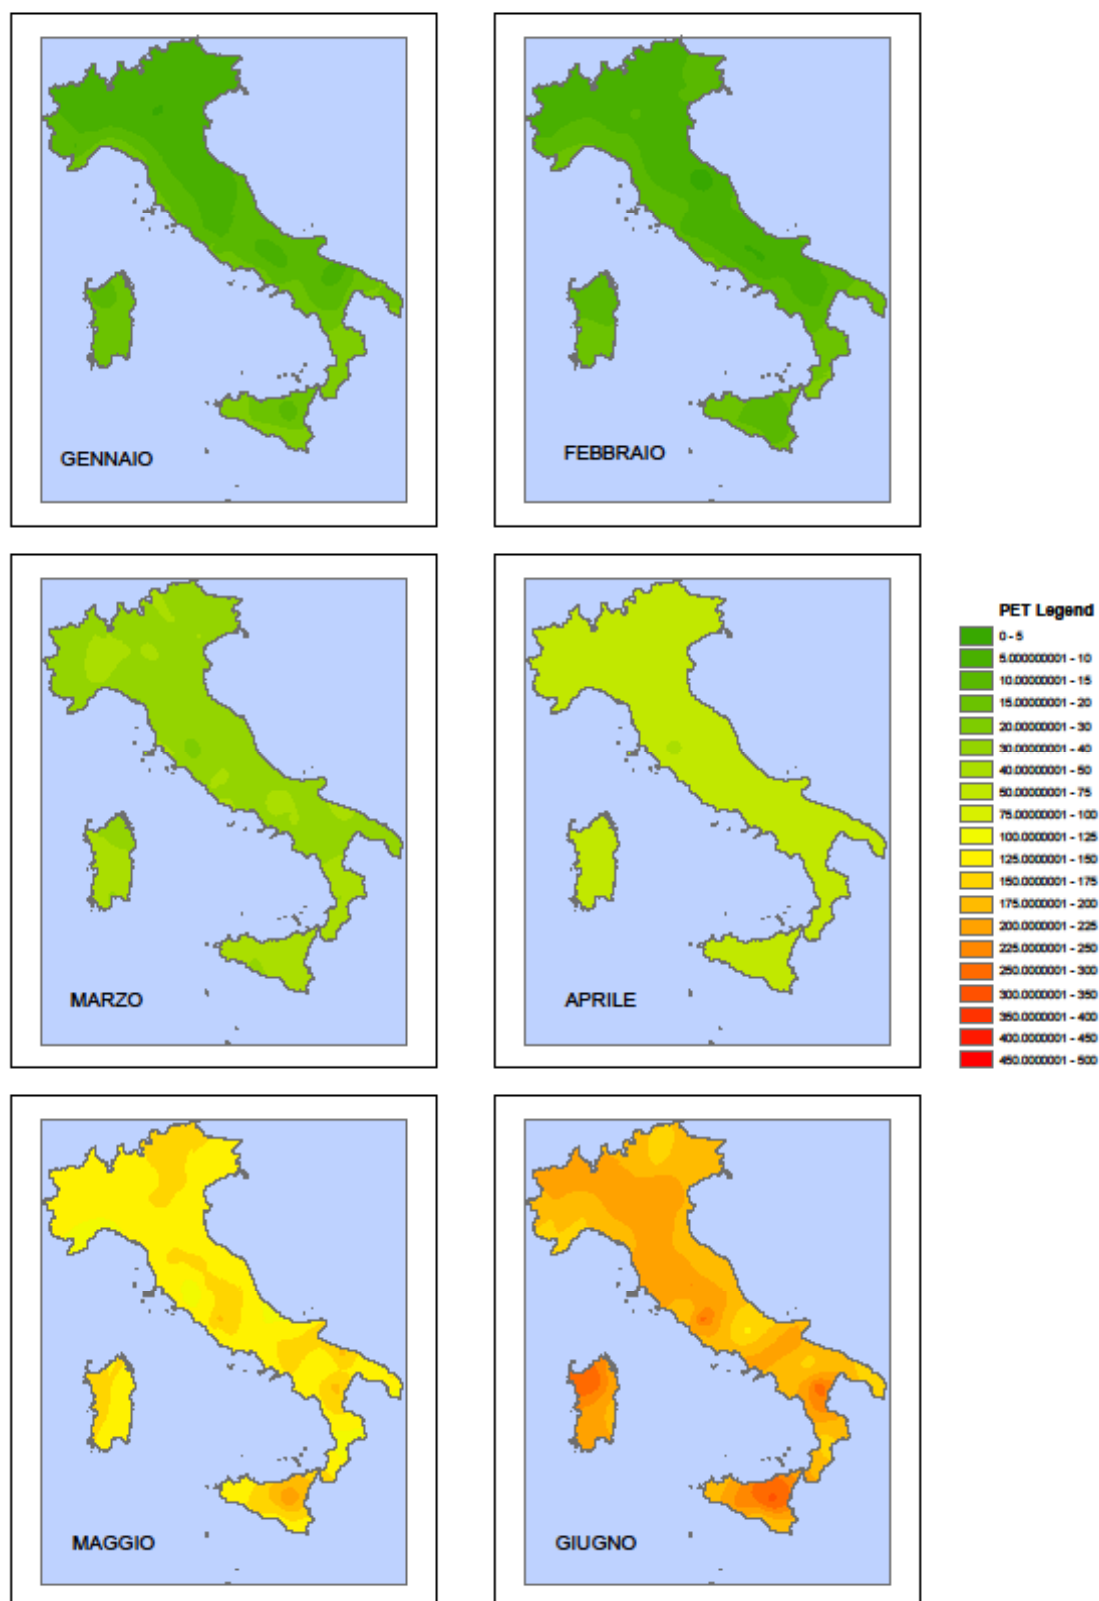 GENNAIO
FEBBRAIO
MARZO
APRILE
PET Legend
0 - 5
5.000000001 - 10
10.00000001 - 15
15.00000001 - 20
20.00000001 - 30
30.00000001 - 40
40.00000001 - 50
50.00000001 - 75
75.00000001 - 100
100.0000001 - 125
125.0000001 - 150
150.0000001 - 175
175.0000001 - 200
200.0000001 - 225
225.0000001 - 250
250.0000001 - 300
300.0000001 - 350
350.0000001 - 400
400.0000001 - 450
450.0000001 - 500
MAGGIO
GIUGNO